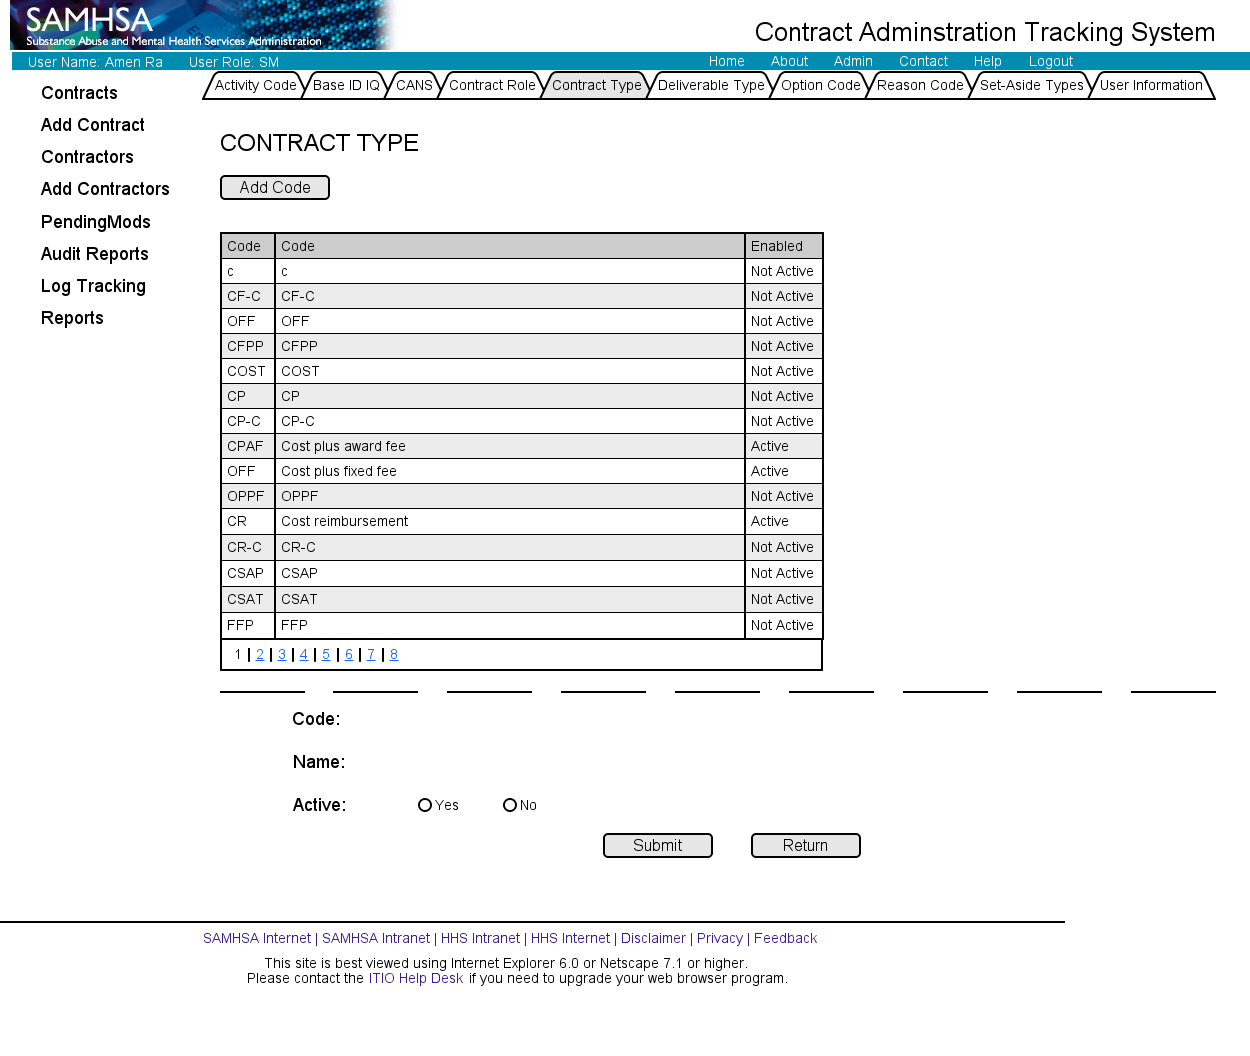 SAMHSA
Substance Abuse and Mental Health Services Administration
Contract Adminstration Tracking System
User Name: Amen Ra User Role: SM Home About Admin Contact Help Logout
Activity Code Base ID IQ CANS Contract Role Contract Type Deliverable Type Option Code Reason Code Set-Aside Types User Information
Contracts
Add Contract
Contractors
Add Contractors
PendingMods
Audit Reports
Log Tracking
Reports
CONTRACT TYPE
Add Code
Code Code Enabled
c c Not Active
CF-C CF-C Not Active
OFF OFF Not Active
CFPP CFPP Not Active
COST COST Not Active
CP CP Not Active
CP-C CP-C Not Active
CPAF Cost plus award fee Active
OFF Cost plus fixed fee Active
OPPF OPPF Not Active
CR Cost reimbursement Active
CR-C CR-C Not Active
CSAP CSAP Not Active
CSAT CSAT Not Active
FFP FFP Not Active
1 | 2 | 3 | 4 | 5 | 6 | 7 | 8
Code:
Name:
Active: Yes No
Submit Return
SAMHSA Internet | SAMHSA Intranet | HHS Intranet | HHS Internet | Disclaimer | Privacy | Feedback
This site is best viewed using Internet Explorer 6.0 or Netscape 7.1 or higher.
Please contact the ITIO Help Desk if you need to upgrade your web browser program.